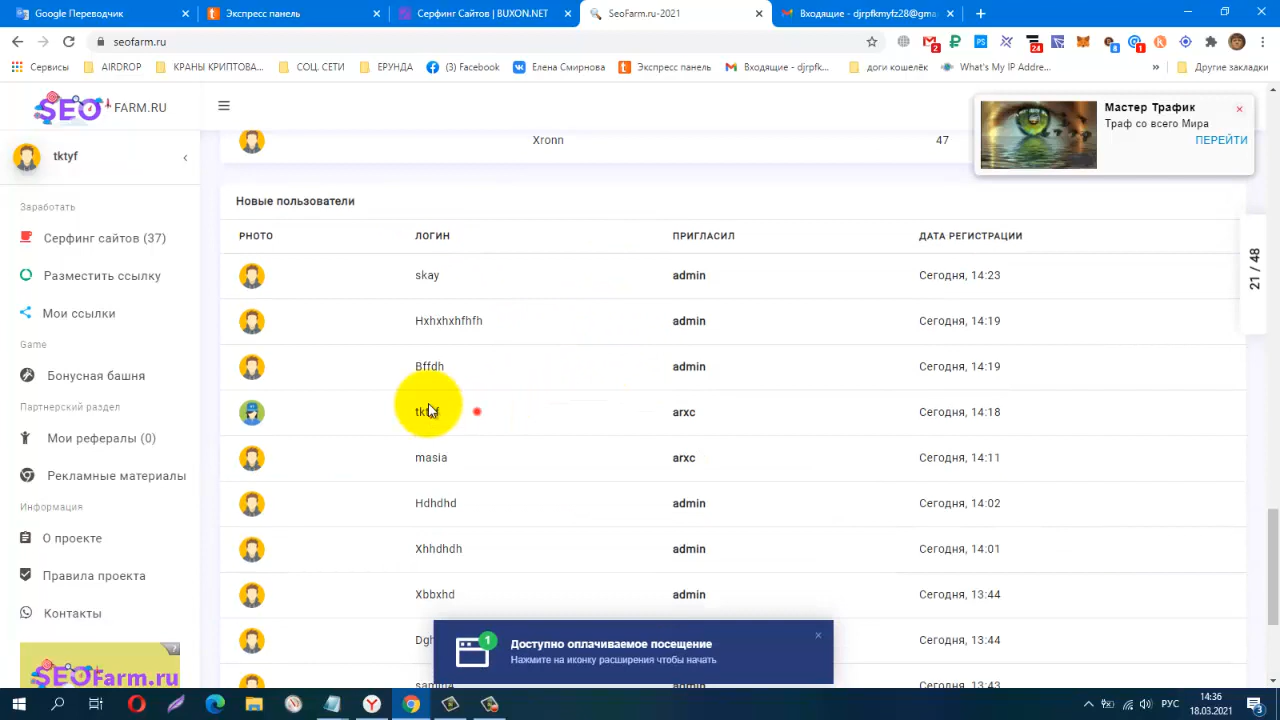 Google Переводчик
Экспресс панель
Серфинг Сайтов | BUXON.NET
SeoFarm.ru-2021
Входящие - djrpfkmyfz28@gmai
seofarm.ru
Сервисы
AIRDROP
КРАНЫ КРИПТОВА...
СОЦ. СЕТИ
ЕРУНДА
(3) Facebook
Елена Смирнова
Экспресс панель
Входящие - djrpfk...
доги кошелёк
What's My IP Addre...
Другие закладки
SEO FARM.RU
Мастер Трафик
Траф со всего Мира
ПЕРЕЙТИ
tktyf
Xronn 47
Заработать
Серфинг сайтов (37)
Разместить ссылку
Мои ссылки
Game
Бонусная башня
Партнерский раздел
Мои рефералы (0)
Рекламные материалы
Информация
О проекте
Правила проекта
Контакты
SEOFarm.ru
Новые пользователи
PHOTO ЛОГИН ПРИГЛАСИЛ ДАТА РЕГИСТРАЦИИ
skay admin Сегодня, 14:23
Hxhxhxhfhfh admin Сегодня, 14:19
Bffdh admin Сегодня, 14:19
tktyf arxc Сегодня, 14:18
masia arxc Сегодня, 14:11
Hdhdhd admin Сегодня, 14:02
Xhhdhdh admin Сегодня, 14:01
Xbbxhd admin Сегодня, 13:44
admin Сегодня, 13:44
Сегодня, 13:43
21 / 48
1
Доступно оплачиваемое посещение
Нажмите на иконку расширения чтобы начать
РУС
14:36
18.03.2021